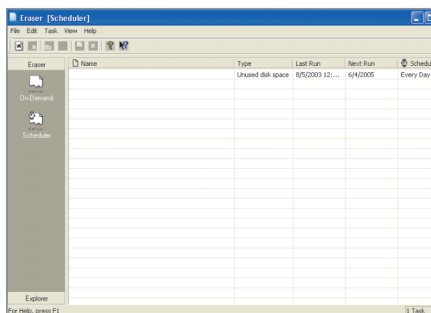 Eraser [Scheduler]
File Edit Task View Help
Eraser
Name Type Last Run Next Run Schedu
Unused disk space 8/5/2003 12:... 6/4/2005 Every Day
On-Demand
Scheduler
Explorer
For Help, press F1 1 Task